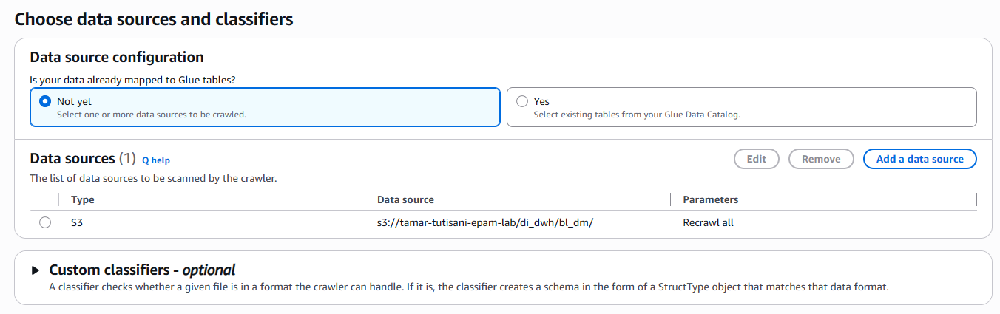 Choose data sources and classifiers
Data source configuration
Is your data already mapped to Glue tables?
Not yet
Select one or more data sources to be crawled.
Yes
Select existing tables from your Glue Data Catalog.
Data sources (1) Q help
Edit Remove Add a data source
The list of data sources to be scanned by the crawler.
Type Data source Parameters
S3 s3://tamar-tutisani-epam-lab/di_dwh/bl_dm/ Recrawl all
Custom classifiers - optional
A classifier checks whether a given file is in a format the crawler can handle. If it is, the classifier creates a schema in the form of a StructType object that matches that data format.